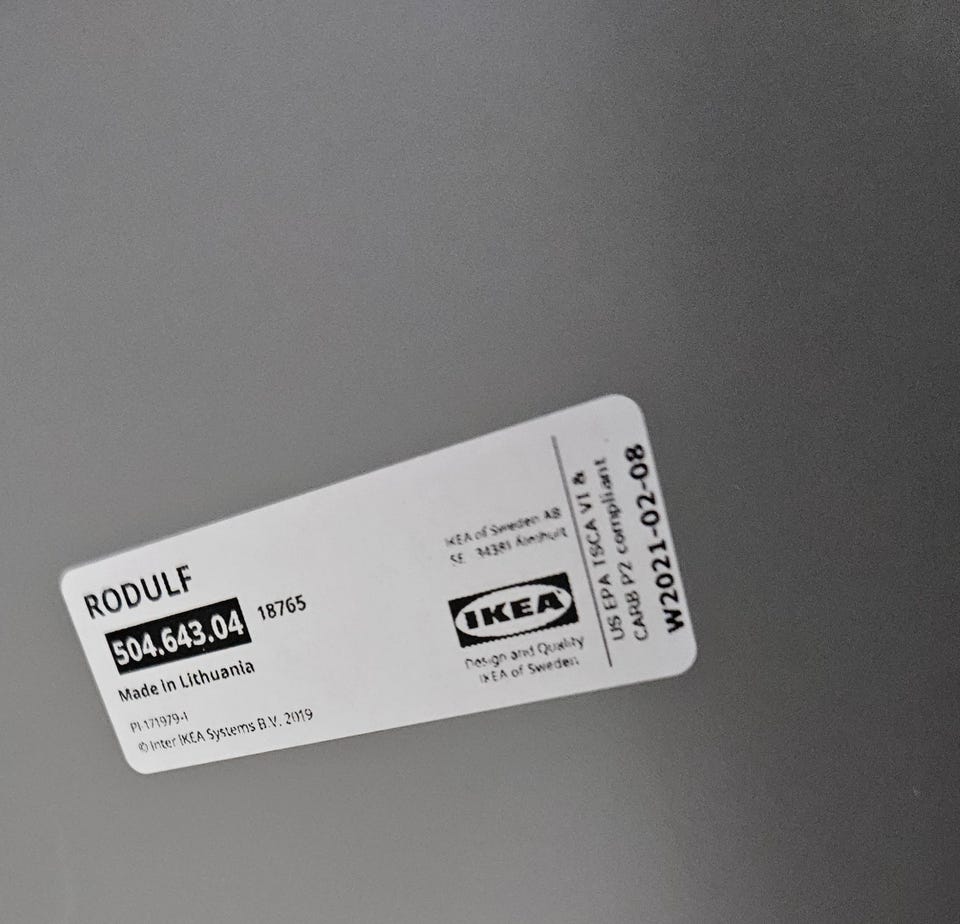 RODULF
504.643.04 18765
Made in Lithuania
PI-171979-1
© Inter IKEA Systems B.V. 2019
IKEA of Sweden AB
SE - 34381 Älmhult
IKEA
Design and Quality
IKEA of Sweden
US EPA TSCA VI &
CARB P2 compliant
W2021-02-08